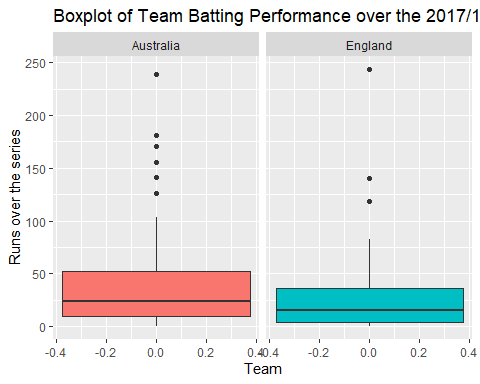 Boxplot of Team Batting Performance over the 2017/1
Australia England
250
200
150
100
50
0
Runs over the series
-0.4 -0.2 0.0 0.2 0.4 -0.4 -0.2 0.0 0.2 0.4
Team